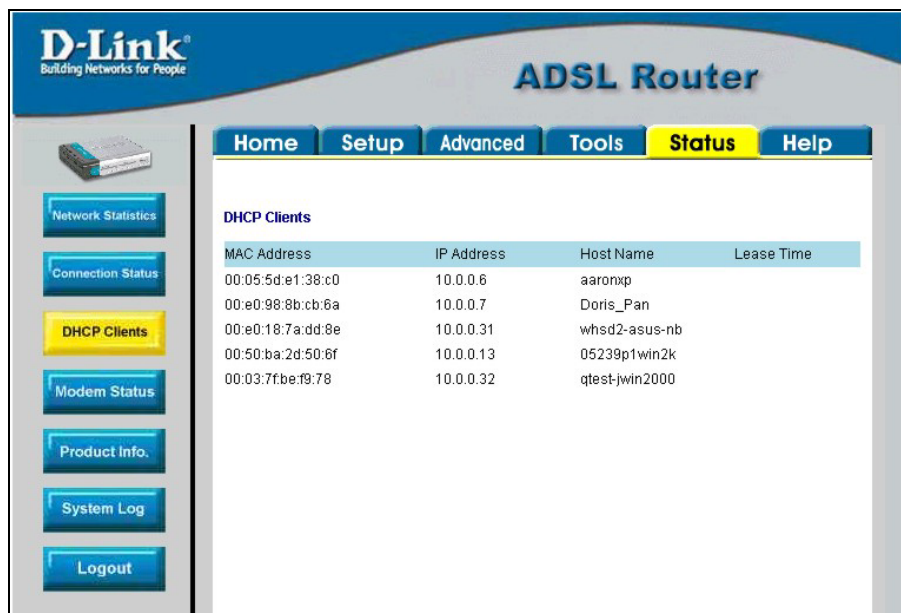 D-Link®
Building Networks for People
ADSL Router
Home Setup Advanced Tools Status Help
Network Statistics
Connection Status
DHCP Clients
Modem Status
Product Info.
System Log
Logout
DHCP Clients
MAC Address IP Address Host Name Lease Time
00:05:5d:e1:38:c0 10.0.0.6 aaronxp
00:e0:98:8b:cb:6a 10.0.0.7 Doris_Pan
00:e0:18:7a:dd:8e 10.0.0.31 whsd2-asus-nb
00:50:ba:2d:50:6f 10.0.0.13 05239p1win2k
00:03:7f:be:f9:78 10.0.0.32 qtest-jwin2000